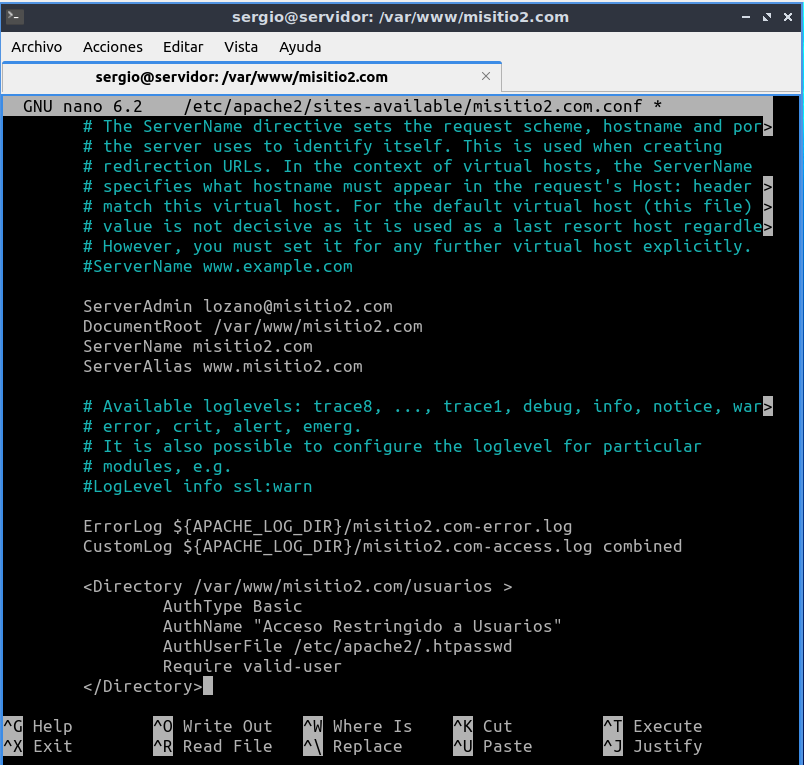 sergio@servidor: /var/www/misitio2.com
Archivo Acciones Editar Vista Ayuda
sergio@servidor: /var/www/misitio2.com
GNU nano 6.2 /etc/apache2/sites-available/misitio2.com.conf *
# The ServerName directive sets the request scheme, hostname and por>
# the server uses to identify itself. This is used when creating
# redirection URLs. In the context of virtual hosts, the ServerName
# specifies what hostname must appear in the request's Host: header >
# match this virtual host. For the default virtual host (this file) >
# value is not decisive as it is used as a last resort host regardle>
# However, you must set it for any further virtual host explicitly.
#ServerName www.example.com
ServerAdmin lozano@misitio2.com
DocumentRoot /var/www/misitio2.com
ServerName misitio2.com
ServerAlias www.misitio2.com
# Available loglevels: trace8, ..., trace1, debug, info, notice, war>
# error, crit, alert, emerg.
# It is also possible to configure the loglevel for particular
# modules, e.g.
#LogLevel info ssl:warn
ErrorLog ${APACHE_LOG_DIR}/misitio2.com-error.log
CustomLog ${APACHE_LOG_DIR}/misitio2.com-access.log combined
<Directory /var/www/misitio2.com/usuarios >
AuthType Basic
AuthName "Acceso Restringido a Usuarios"
AuthUserFile /etc/apache2/.htpasswd
Require valid-user
</Directory>
^G Help ^O Write Out ^W Where Is ^K Cut ^T Execute
^X Exit ^R Read File ^\ Replace ^U Paste ^J Justify